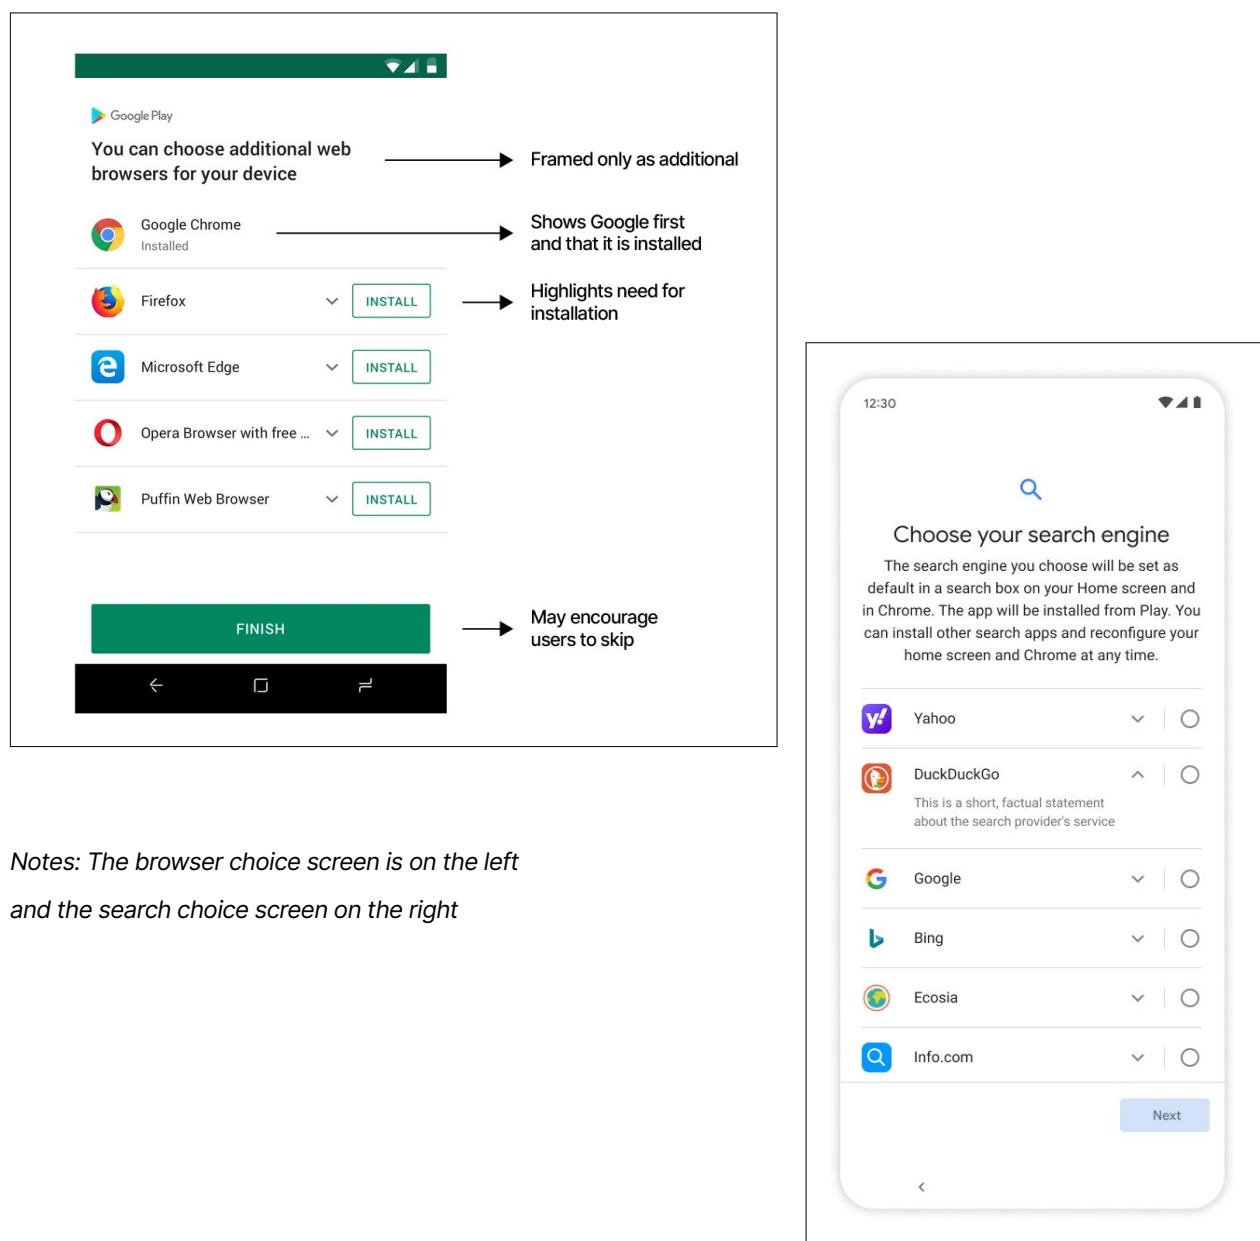 Google Play
You can choose additional web
browsers for your device
Framed only as additional
Google Chrome
Installed
Shows Google first
and that it is installed
Firefox
INSTALL
Highlights need for
installation
Microsoft Edge
INSTALL
Opera Browser with free ...
INSTALL
Puffin Web Browser
INSTALL
FINISH
May encourage
users to skip
Notes: The browser choice screen is on the left
and the search choice screen on the right
12:30
Choose your search engine
The search engine you choose will be set as
default in a search box on your Home screen and
in Chrome. The app will be installed from Play. You
can install other search apps and reconfigure your
home screen and Chrome at any time.
Yahoo
DuckDuckGo
This is a short, factual statement
about the search provider's service
Google
Bing
Ecosia
Info.com
Next